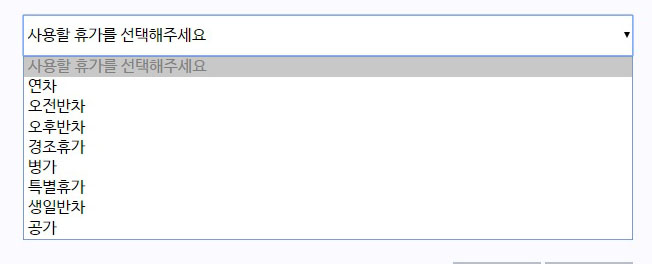 사용할 휴가를 선택해주세요
사용할 휴가를 선택해주세요
연차
오전반차
오후반차
경조휴가
병가
특별휴가
생일반차
공가